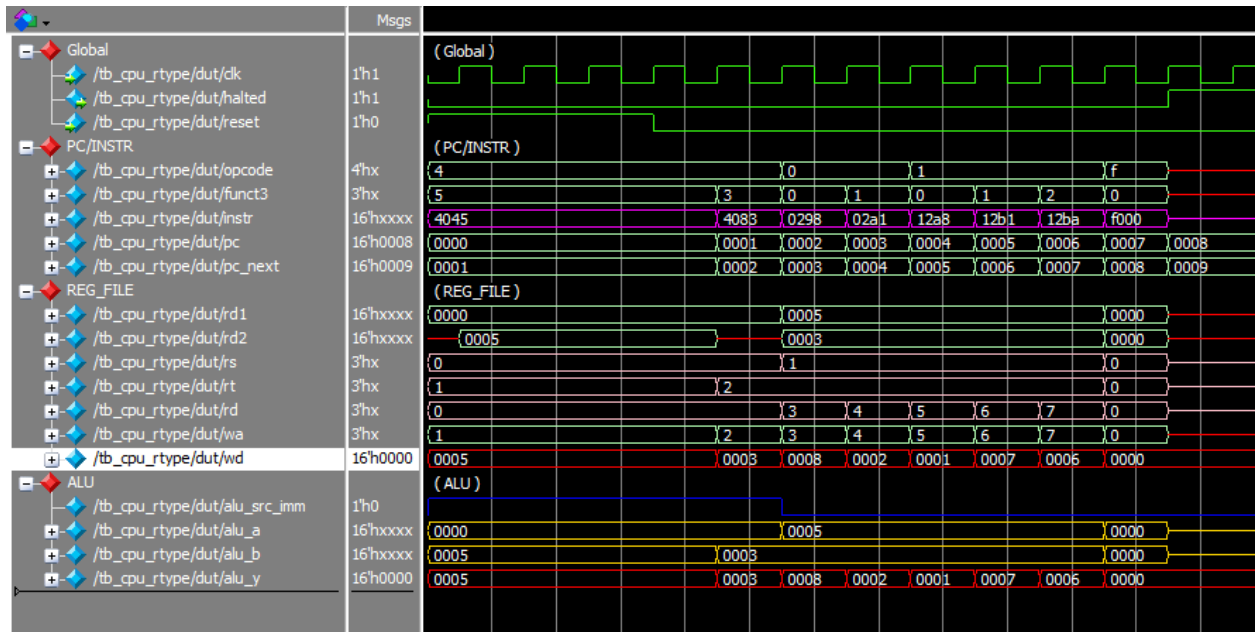 Msgs
Global (Global)
/tb_cpu_rtype/dut/clk 1'h1
/tb_cpu_rtype/dut/halted 1'h1
/tb_cpu_rtype/dut/reset 1'h0
PC/INSTR (PC/INSTR)
/tb_cpu_rtype/dut/opcode 4'hx 4 0 1 f
/tb_cpu_rtype/dut/funct3 3'hx 5 3 0 1 0 1 2 0
/tb_cpu_rtype/dut/instr 16'hxxxx 4045 4083 0298 02a1 12a8 12b1 12ba f000
/tb_cpu_rtype/dut/pc 16'h0008 0000 0001 0002 0003 0004 0005 0006 0007 0008
/tb_cpu_rtype/dut/pc_next 16'h0009 0001 0002 0003 0004 0005 0006 0007 0008 0009
REG_FILE (REG_FILE)
/tb_cpu_rtype/dut/rd1 16'hxxxx 0000 0005 0000
/tb_cpu_rtype/dut/rd2 16'hxxxx 0005 0003 0000
/tb_cpu_rtype/dut/rs 3'hx 0 1 0
/tb_cpu_rtype/dut/rt 3'hx 1 2 0
/tb_cpu_rtype/dut/rd 3'hx 0 3 4 5 6 7 0
/tb_cpu_rtype/dut/wa 3'hx 1 2 3 4 5 6 7 0
/tb_cpu_rtype/dut/wd 16'h0000 0005 0003 0008 0002 0001 0007 0006 0000
ALU (ALU)
/tb_cpu_rtype/dut/alu_src_imm 1'h0
/tb_cpu_rtype/dut/alu_a 16'hxxxx 0000 0005 0000
/tb_cpu_rtype/dut/alu_b 16'hxxxx 0005 0003 0000
/tb_cpu_rtype/dut/alu_y 16'h0000 0005 0003 0008 0002 0001 0007 0006 0000